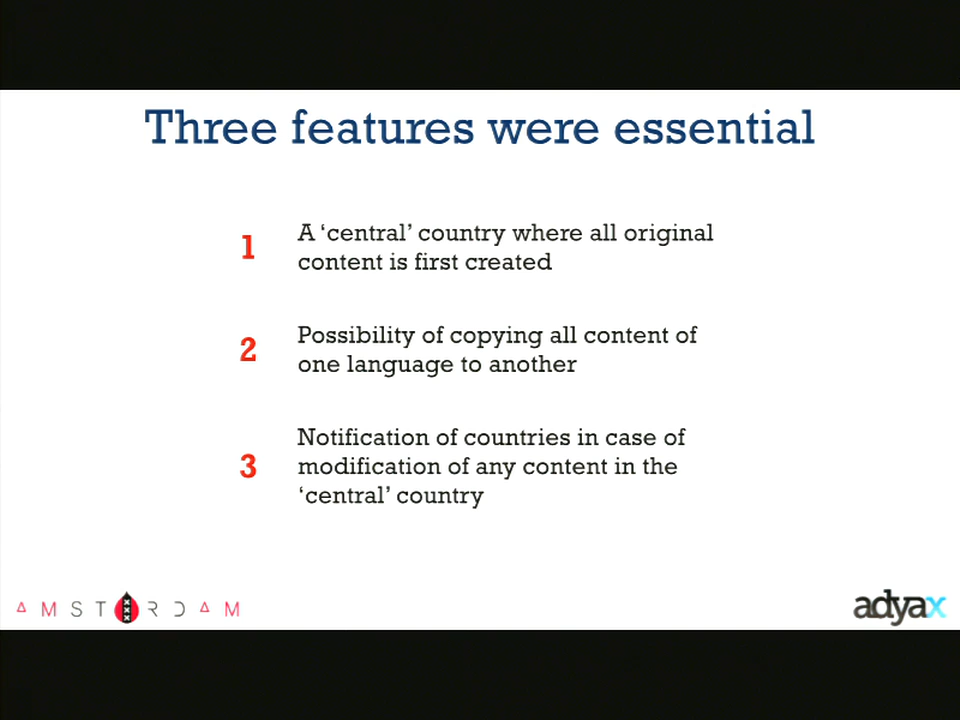 Three features were essential
1
A ‘central’ country where all original
content is first created
2
Possibility of copying all content of
one language to another
3
Notification of countries in case of
modification of any content in the
‘central’ country
AMSTERDAM
adyax